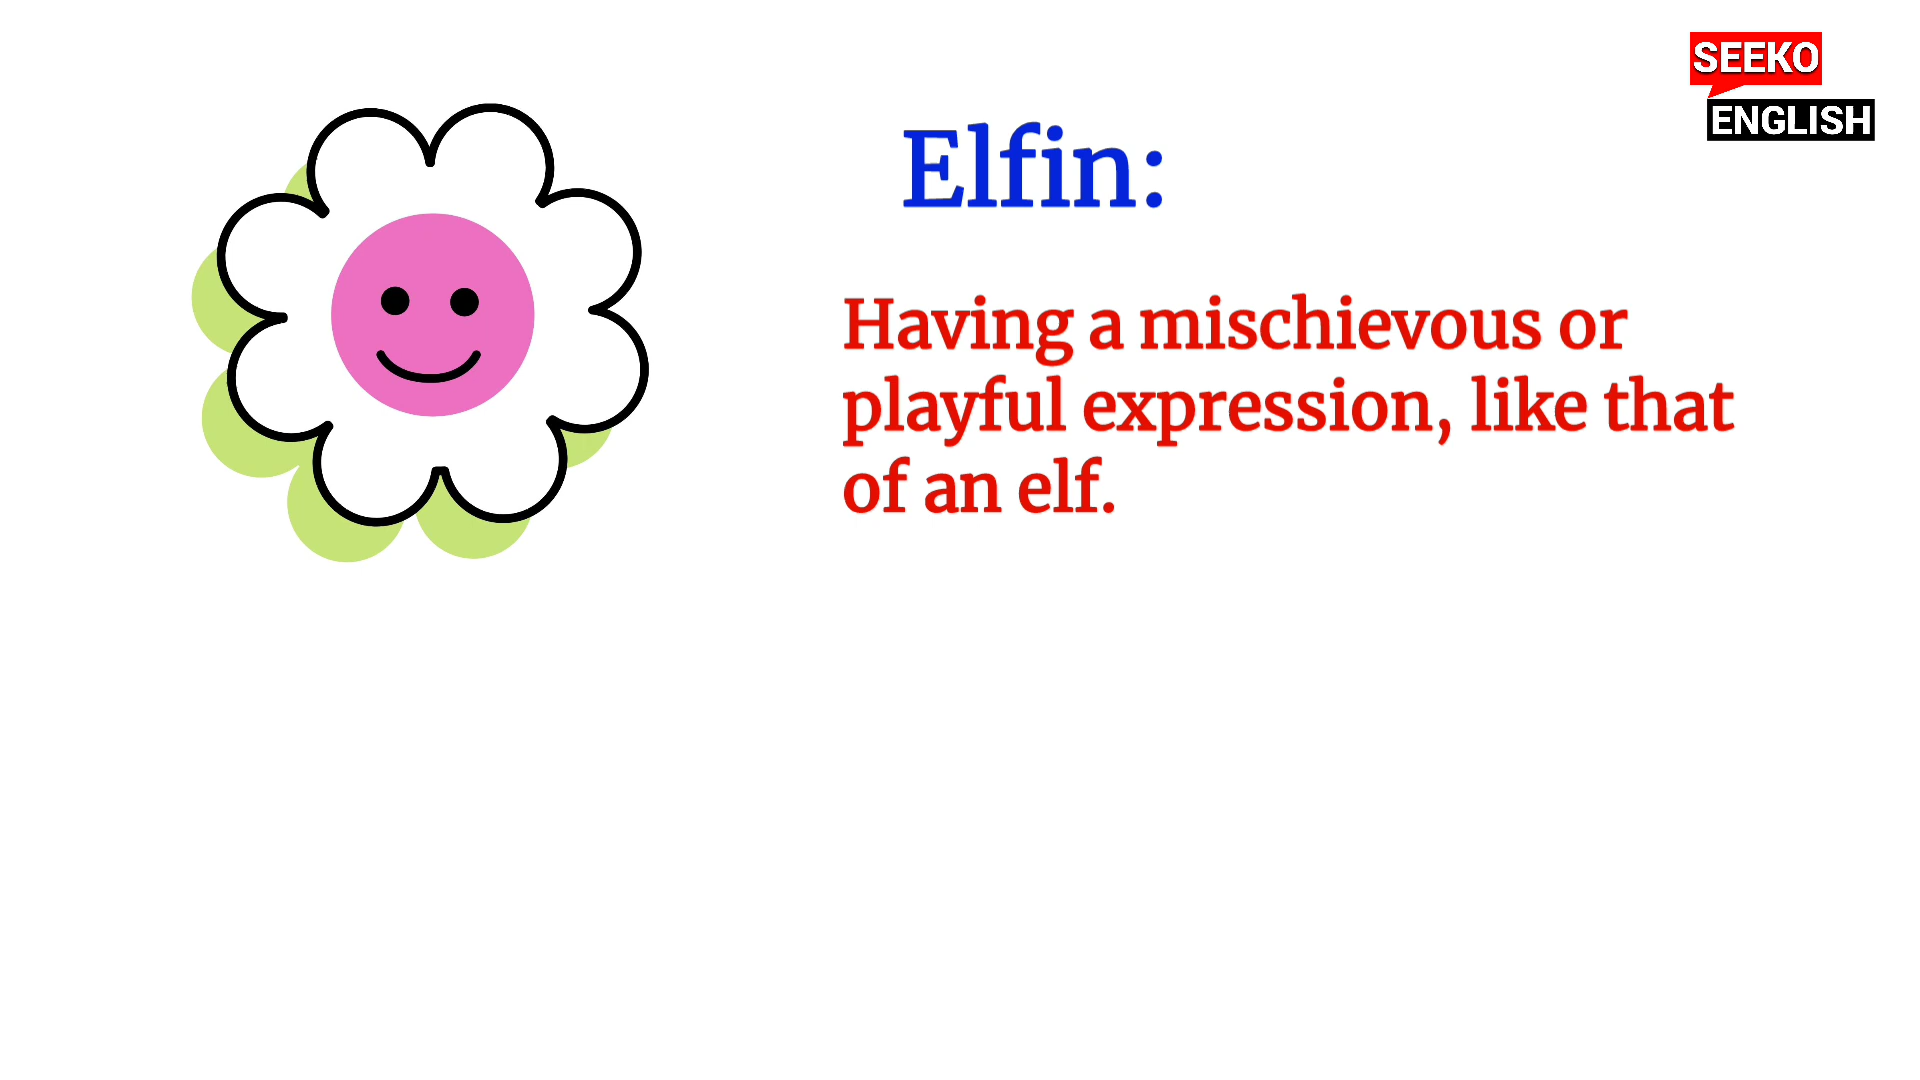 SEEKO
ENGLISH
Elfin:
Having a mischievous or
playful expression, like that
of an elf.